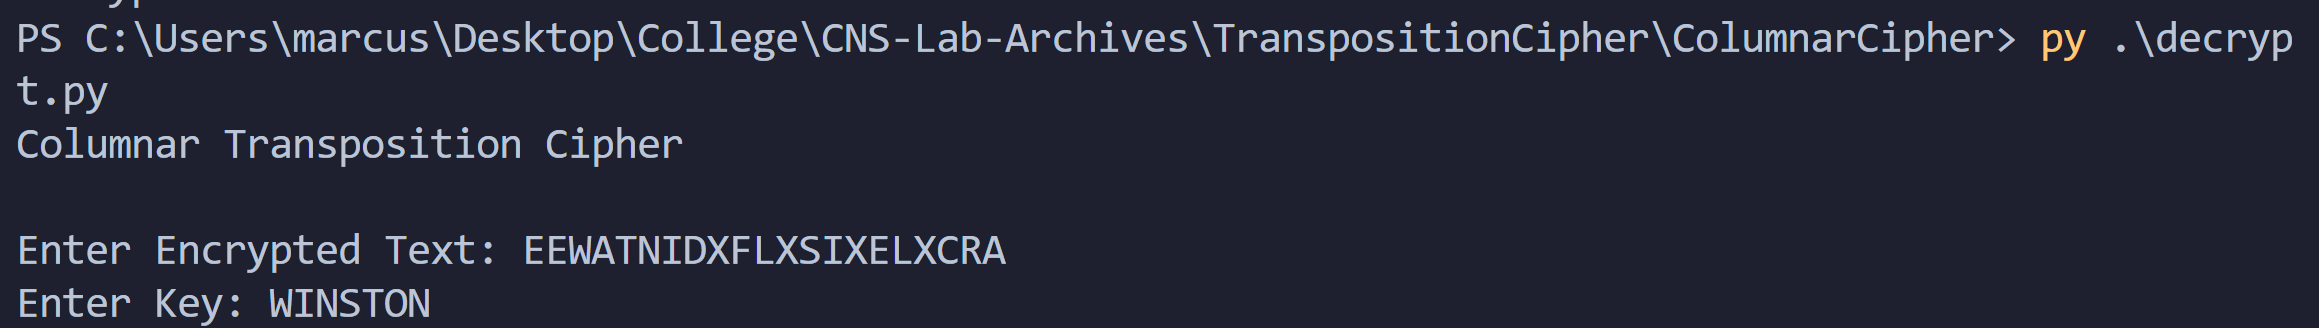 PS C:\Users\marcus\Desktop\College\CNS-Lab-Archives\TranspositionCipher\ColumnarCipher> py .\decryp
t.py
Columnar Transposition Cipher
Enter Encrypted Text: EEWATNIDXFLXSIXELXCRA
Enter Key: WINSTON